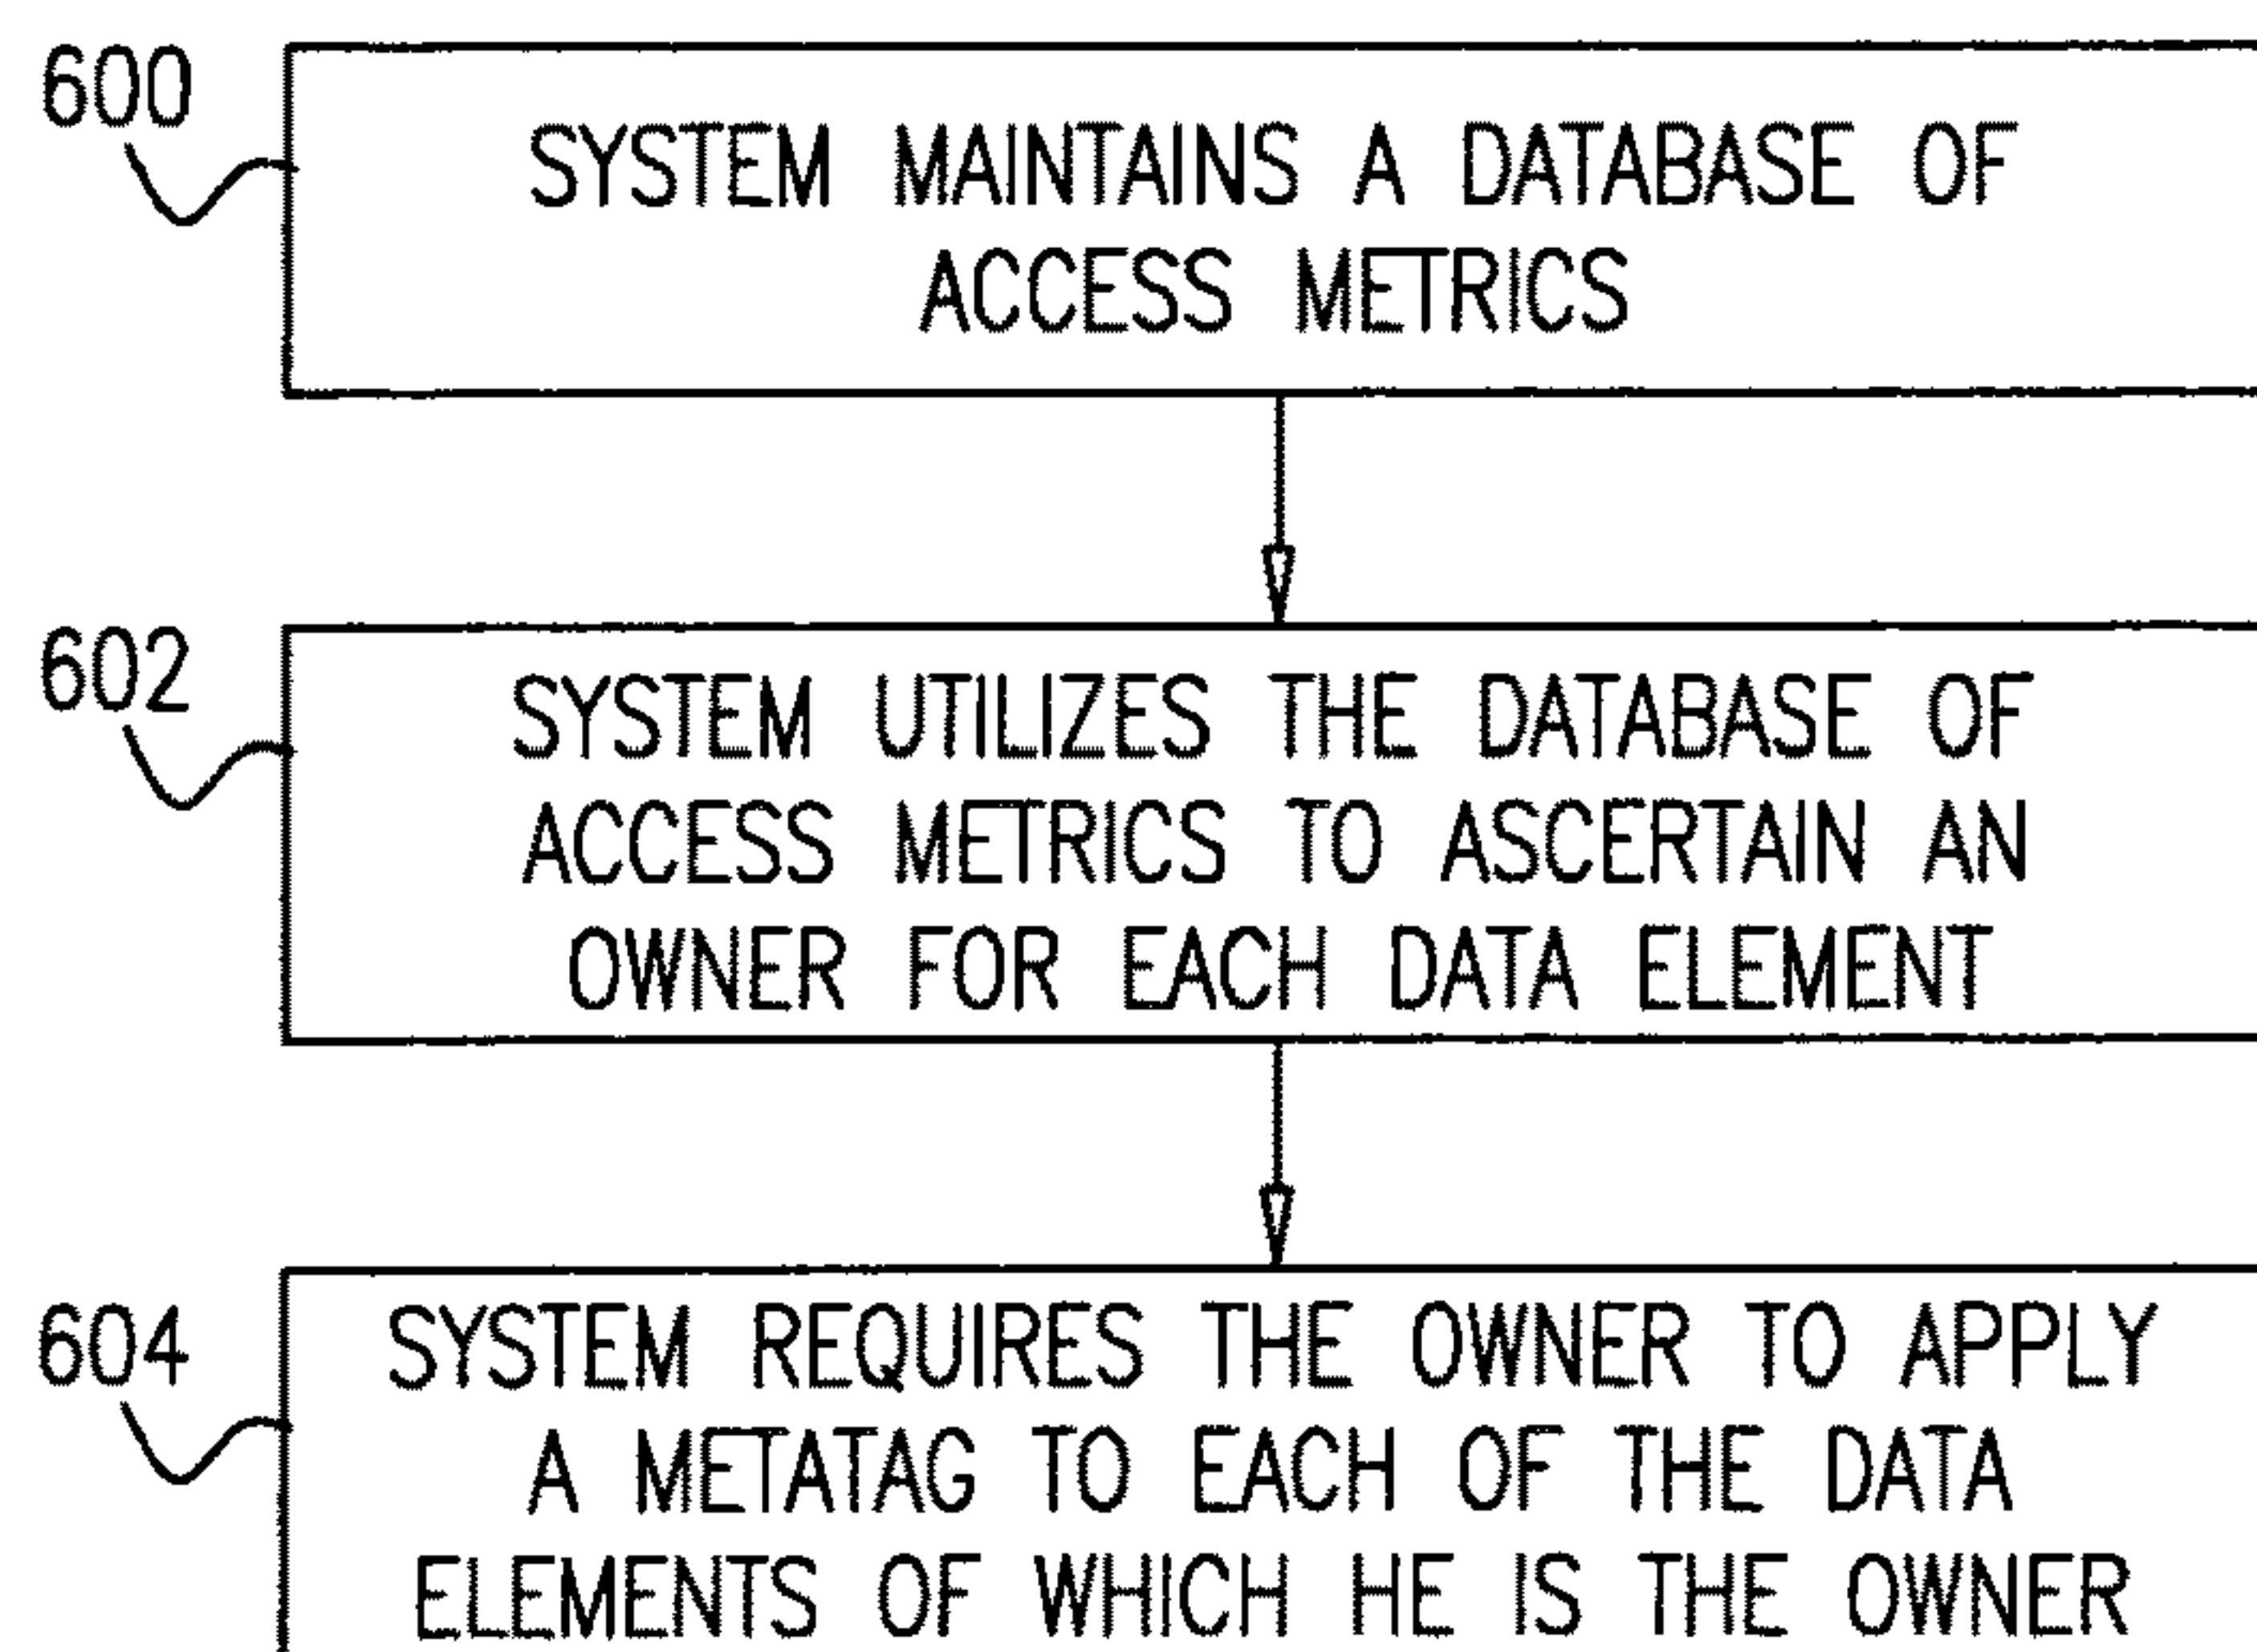 600
SYSTEM MAINTAINS A DATABASE OF
ACCESS METRICS
602
SYSTEM UTILIZES THE DATABASE OF
ACCESS METRICS TO ASCERTAIN AN
OWNER FOR EACH DATA ELEMENT
604
SYSTEM REQUIRES THE OWNER TO APPLY
A METATAG TO EACH OF THE DATA
ELEMENTS OF WHICH HE IS THE OWNER